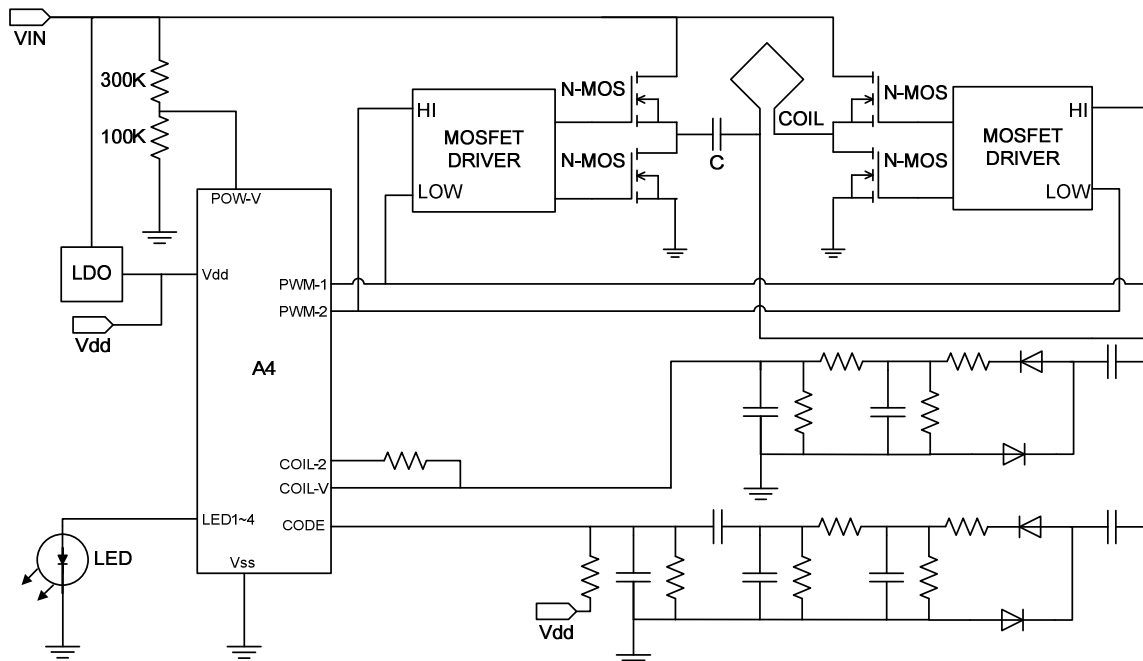 VIN
300K
100K
POW-V
LDO
Vdd
Vdd
A4
PWM-1
PWM-2
COIL-2
COIL-V
CODE
LED1~4
Vss
LED
HI
MOSFET
DRIVER
LOW
N-MOS
N-MOS
C
COIL
N-MOS
N-MOS
MOSFET
DRIVER
HI
LOW
Vdd